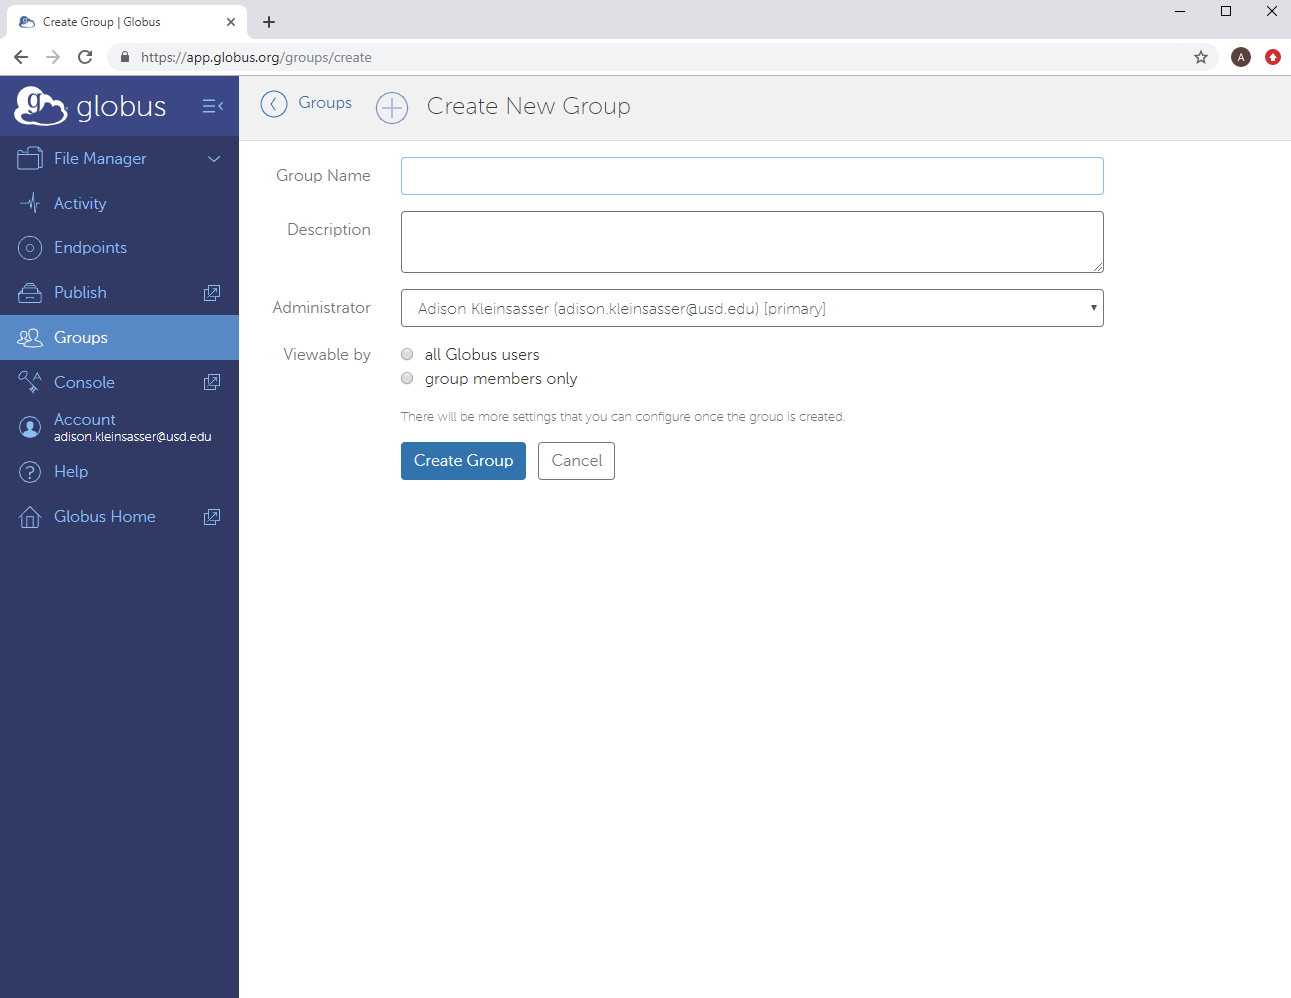 Create Group | Globus
https://app.globus.org/groups/create
A
globus
Groups
Create New Group
File Manager
Activity
Endpoints
Publish
Groups
Console
Account
adison.kleinsasser@usd.edu
Help
Globus Home
Group Name
Description
Administrator
Adison Kleinsasser (adison.kleinsasser@usd.edu) [primary]
Viewable by
all Globus users
group members only
There will be more settings that you can configure once the group is created.
Create Group
Cancel